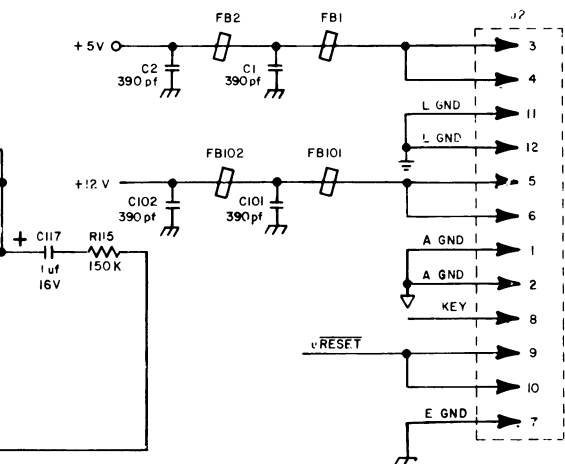 FB2 FB1 J2
+5V 3
C2 C1
390pf 390pf 4
L GND 11
L GND 12
FB102 FB101
+12 V 5
C102 C101
390pf 390pf 6
+ C117 R115
1 uf 150K
16V
A GND 1
A GND 2
KEY 8
RESET 9
10
E GND 7